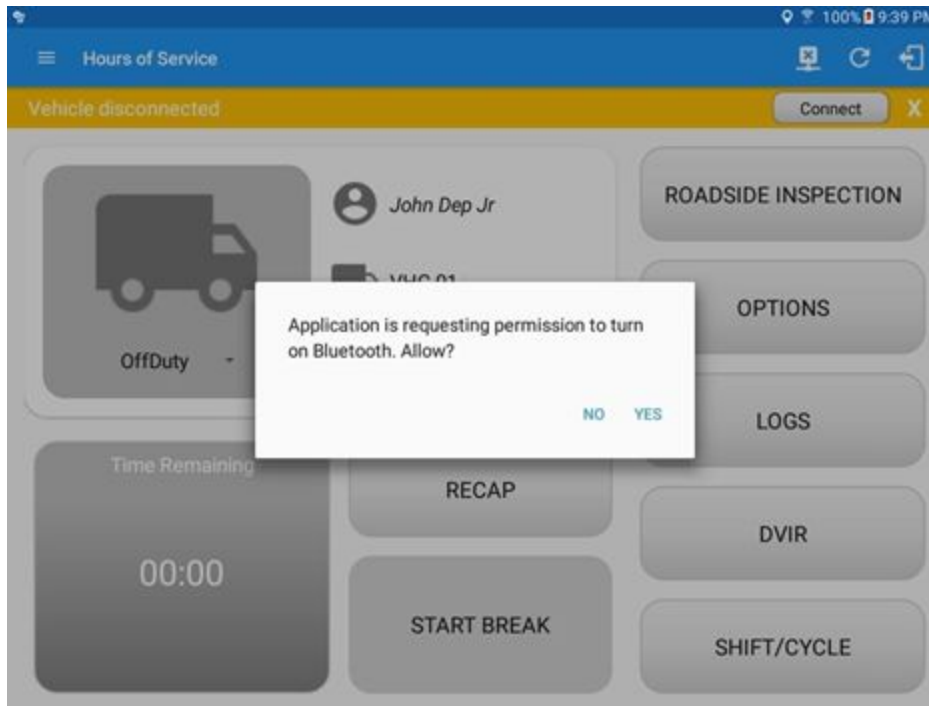 100% 9:39 PM
Hours of Service
Vehicle disconnected
Connect
X
John Dep Jr
ROADSIDE INSPECTION
VHC 01
OPTIONS
Application is requesting permission to turn
on Bluetooth. Allow?
OffDuty
NO YES
LOGS
Time Remaining
RECAP
DVIR
00:00
START BREAK
SHIFT/CYCLE